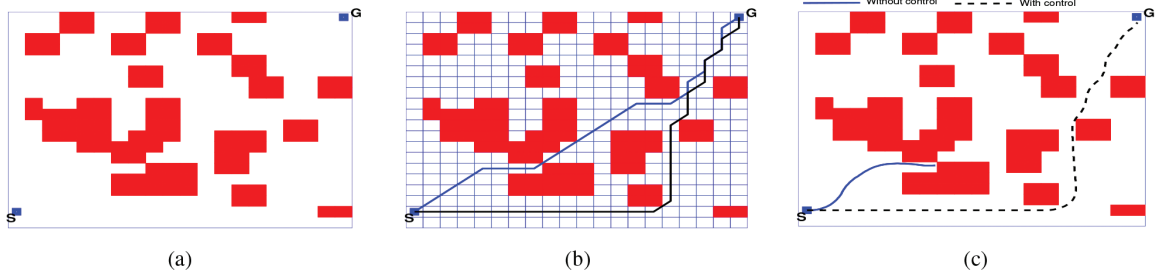 Without control With control
G G G
S S S
(a) (b) (c)